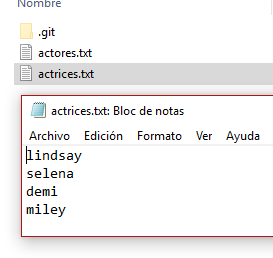 Nombre
.git
actores.txt
actrices.txt
actrices.txt: Bloc de notas
Archivo Edición Formato Ver Ayuda
lindsay
selena
demi
miley